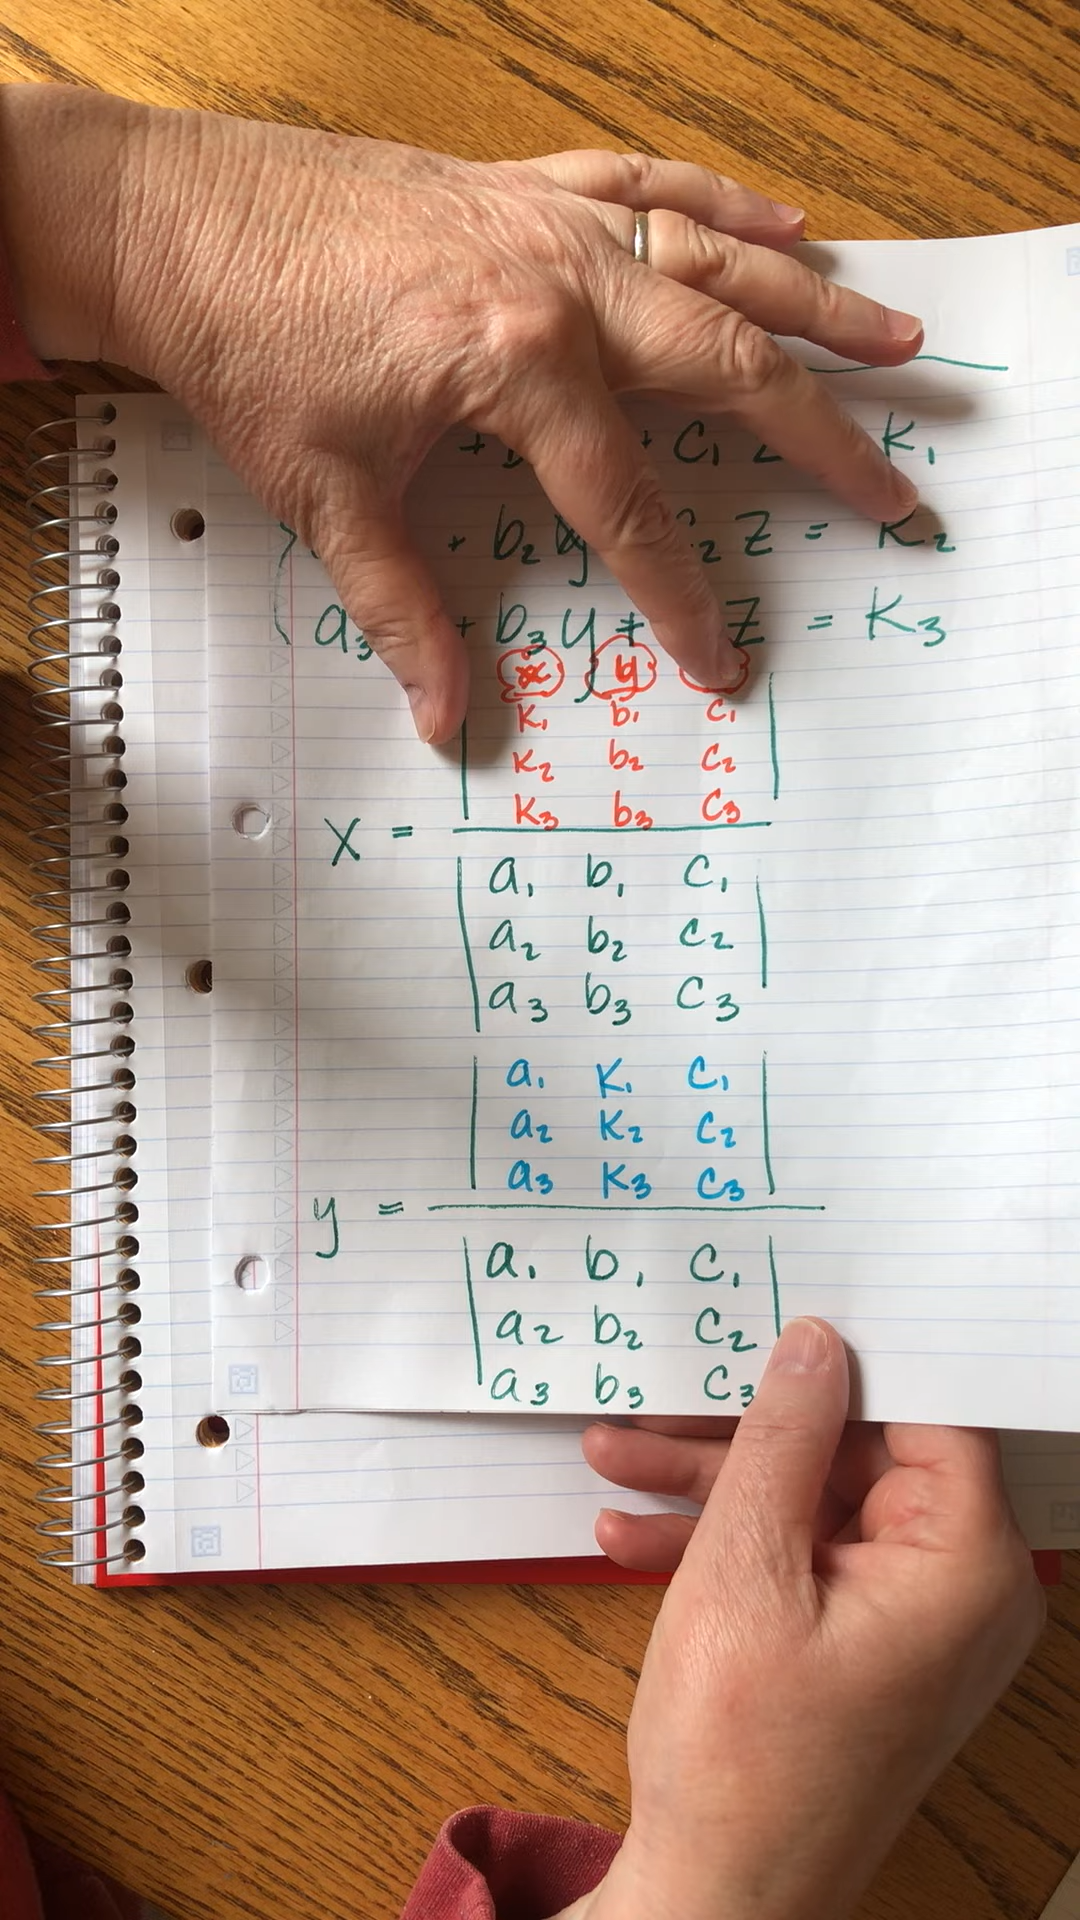 + C₁ Z K₁
+ b₂ y C₂ Z = K₂
a₃ + b₃ y + Z = K₃
x y
K₁ b₁ C₁
K₂ b₂ C₂
K₃ b₃ C₃
X =
a₁ b₁ C₁
a₂ b₂ C₂
a₃ b₃ C₃
a₁ K₁ C₁
a₂ K₂ C₂
a₃ K₃ C₃
y =
a₁ b₁ C₁
a₂ b₂ C₂
a₃ b₃ C₃